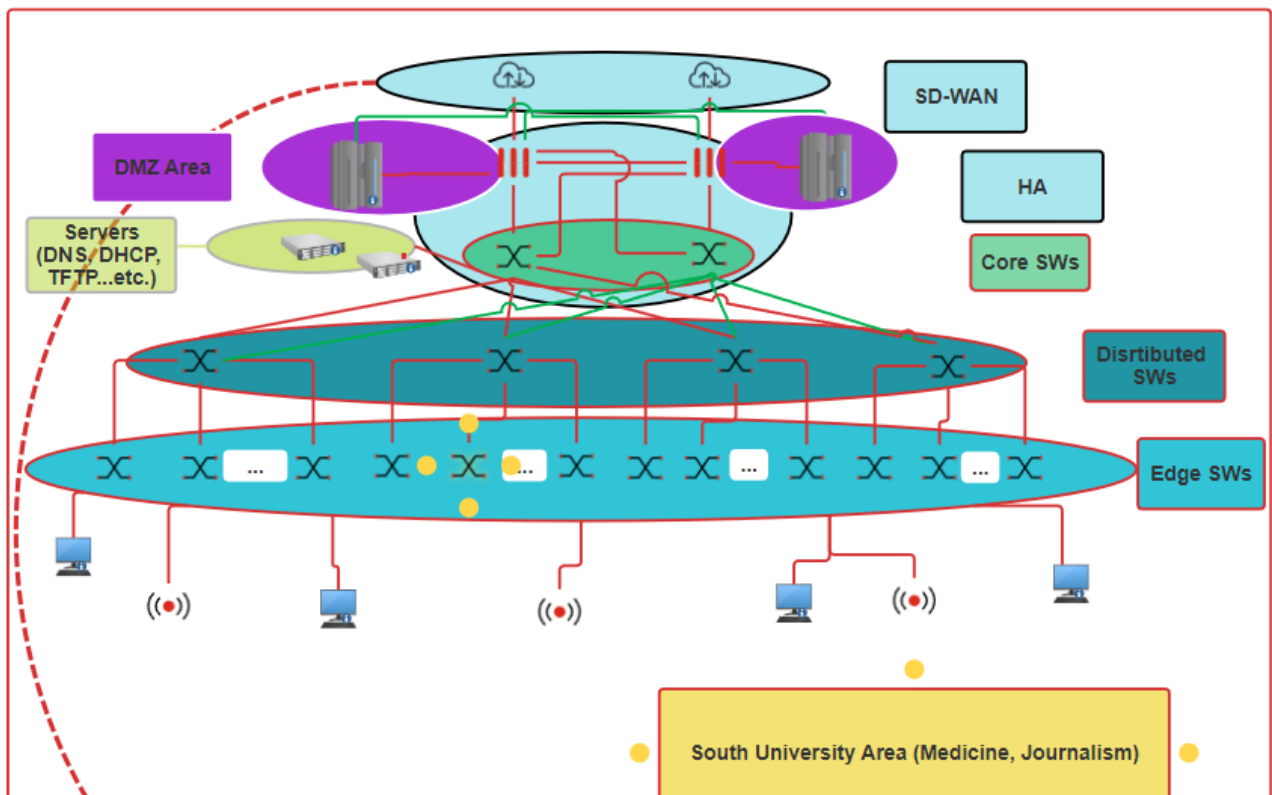 SD-WAN
DMZ Area
HA
Servers
(DNS, DHCP,
TFTP...etc.)
Core SWs
Disrtibuted
SWs
...
...
...
...
Edge SWs
South University Area (Medicine, Journalism)